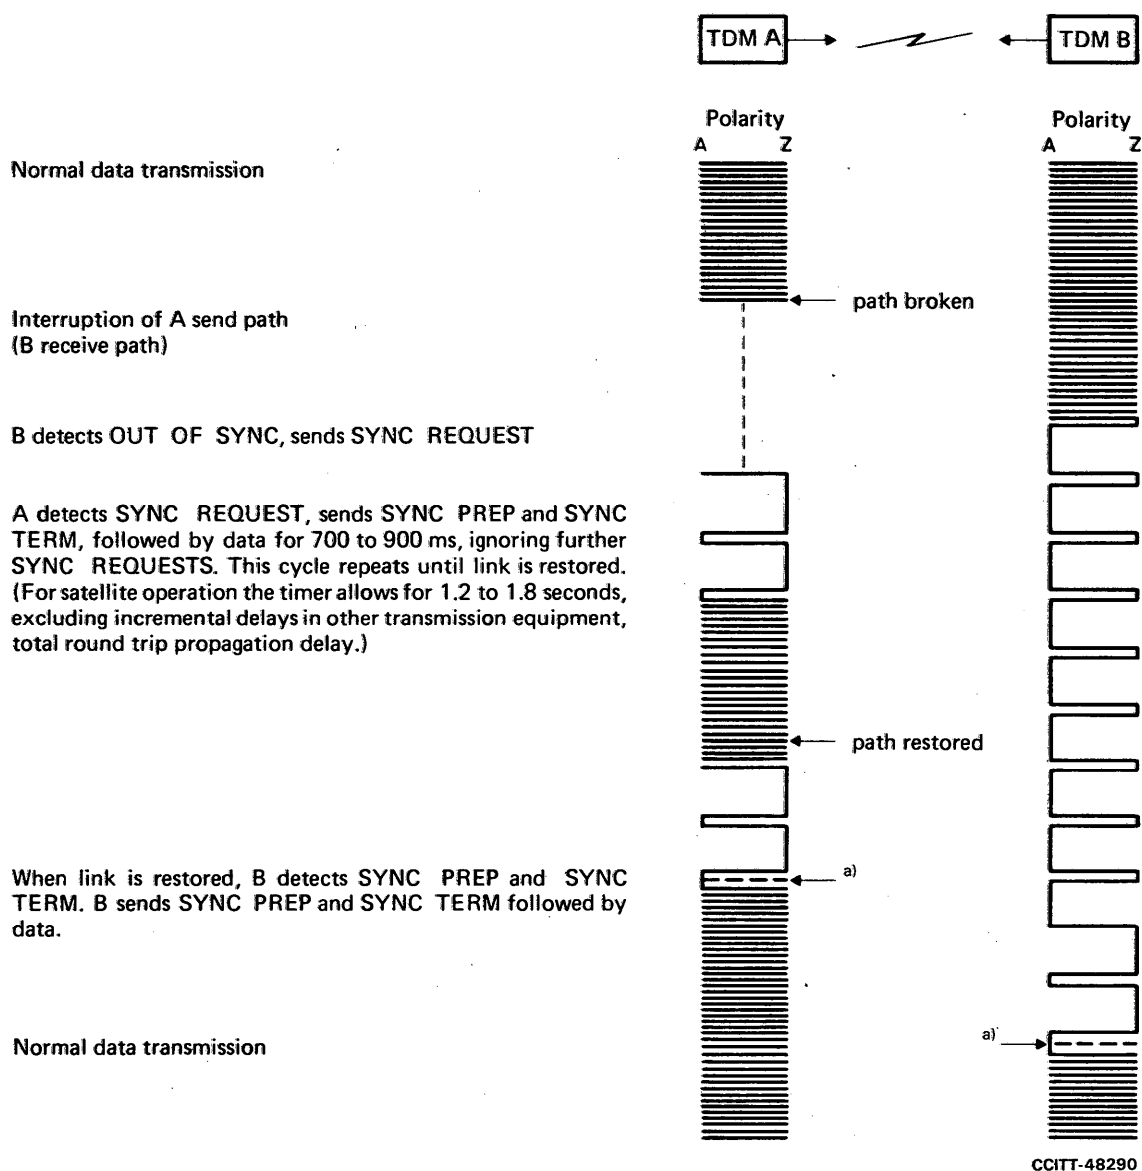 TDM A
TDM B
Polarity
Polarity
A
Z
A
Z
Normal data transmission
path broken
Interruption of A send path
(B receive path)
B detects OUT OF SYNC, sends SYNC REQUEST
A detects SYNC REQUEST, sends SYNC PREP and SYNC
TERM, followed by data for 700 to 900 ms, ignoring further
SYNC REQUESTS. This cycle repeats until link is restored.
(For satellite operation the timer allows for 1.2 to 1.8 seconds,
excluding incremental delays in other transmission equipment,
total round trip propagation delay.)
path restored
a)
When link is restored, B detects SYNC PREP and SYNC
TERM. B sends SYNC PREP and SYNC TERM followed by
data.
a)
Normal data transmission
CCITT-48290